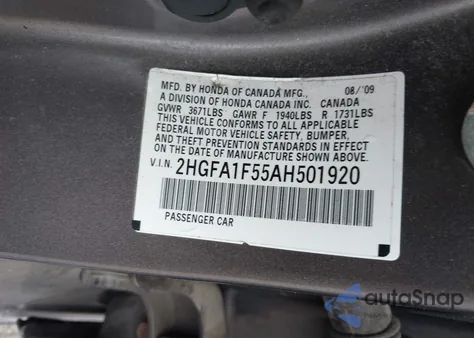 MFD. BY HONDA OF CANADA MFG., 08/'09
A DIVISION OF HONDA CANADA INC. CANADA
GVWR 3671LBS GAWR F 1940LBS R 1731LBS
THIS VEHICLE CONFORMS TO ALL APPLICABLE
FEDERAL MOTOR VEHICLE SAFETY, BUMPER,
AND THEFT PREVENTION STANDARDS IN EFFECT
ON THE DATE OF MANUFACTURE SHOWN ABOVE.
V.I.N. 2HGFA1F55AH501920
PASSENGER CAR
autoSnap